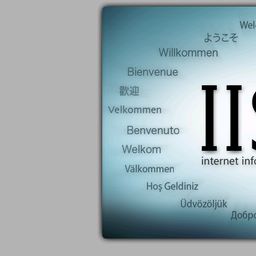 Wel
ようこそ
Willkommen
Bienvenue
歡迎
Velkommen
Benvenuto
Welkom
Välkommen
Hoş Geldiniz
Üdvözöljük
Добро
IIS
internet info